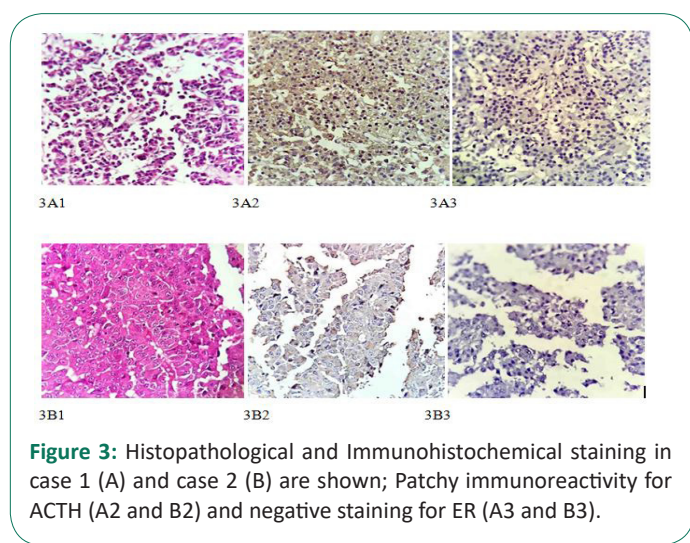 3A1 3A2 3A3
3B1 3B2 3B3
Figure 3: Histopathological and Immunohistochemical staining in
case 1 (A) and case 2 (B) are shown; Patchy immunoreactivity for
ACTH (A2 and B2) and negative staining for ER (A3 and B3).